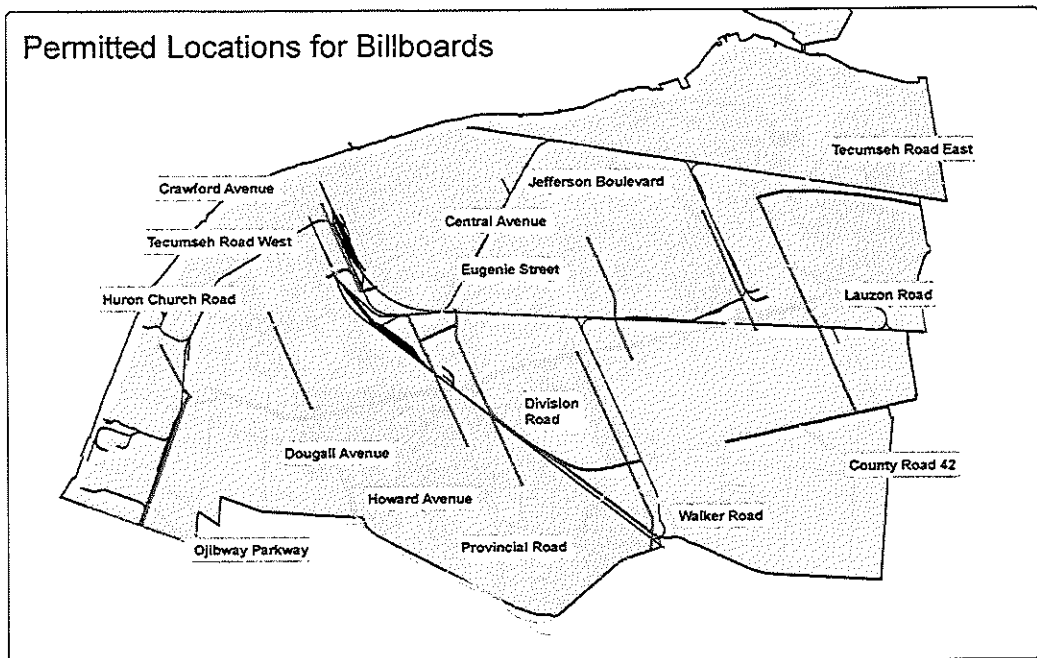 Permitted Locations for Billboards
Tecumseh Road East
Crawford Avenue
Jefferson Boulevard
Central Avenue
Tecumseh Road West
Eugenie Street
Huron Church Road
Lauzon Road
Division
Road
Dougall Avenue
County Road 42
Howard Avenue
Walker Road
Ojibway Parkway
Provincial Road